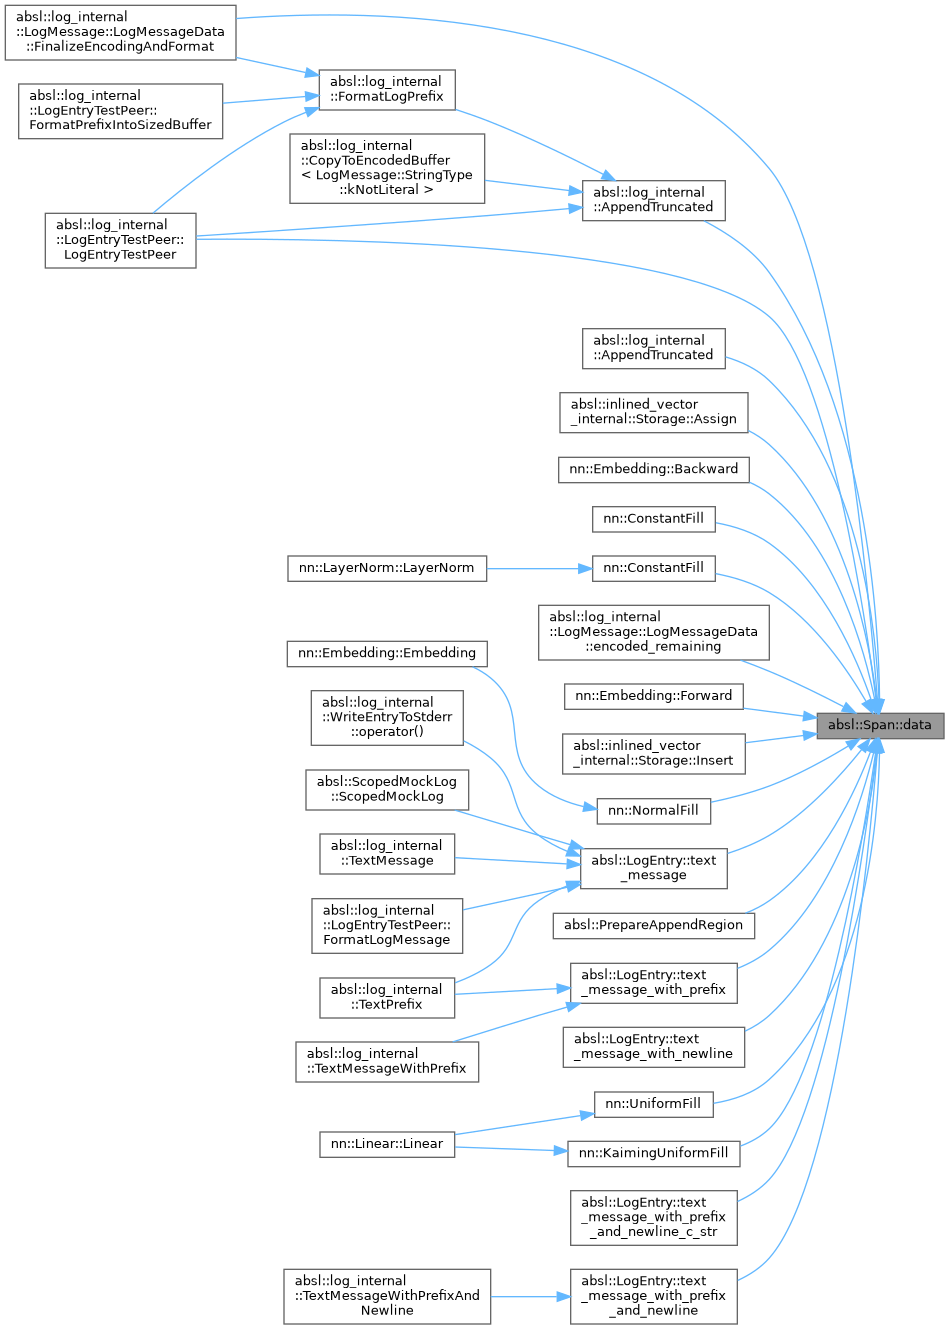 absl::log_internal
::LogMessage::LogMessageData
::FinalizeEncodingAndFormat
absl::log_internal
::FormatLogPrefix
absl::log_internal
::LogEntryTestPeer::
FormatPrefixIntoSizedBuffer
absl::log_internal
::CopyToEncodedBuffer
< LogMessage::StringType
::kNotLiteral >
absl::log_internal
::AppendTruncated
absl::log_internal
::LogEntryTestPeer::
LogEntryTestPeer
absl::log_internal
::AppendTruncated
absl::inlined_vector
_internal::Storage::Assign
nn::Embedding::Backward
nn::ConstantFill
nn::LayerNorm::LayerNorm
nn::ConstantFill
absl::log_internal
::LogMessage::LogMessageData
::encoded_remaining
nn::Embedding::Embedding
nn::Embedding::Forward
absl::log_internal
::WriteEntryToStderr
::operator()
absl::Span::data
absl::inlined_vector
_internal::Storage::Insert
absl::ScopedMockLog
::ScopedMockLog
nn::NormalFill
absl::log_internal
::TextMessage
absl::LogEntry::text
_message
absl::log_internal
::LogEntryTestPeer::
FormatLogMessage
absl::PrepareAppendRegion
absl::log_internal
::TextPrefix
absl::LogEntry::text
_message_with_prefix
absl::log_internal
::TextMessageWithPrefix
absl::LogEntry::text
_message_with_newline
nn::UniformFill
nn::Linear::Linear
nn::KaimingUniformFill
absl::LogEntry::text
_message_with_prefix
_and_newline_c_str
absl::log_internal
::TextMessageWithPrefixAnd
Newline
absl::LogEntry::text
_message_with_prefix
_and_newline